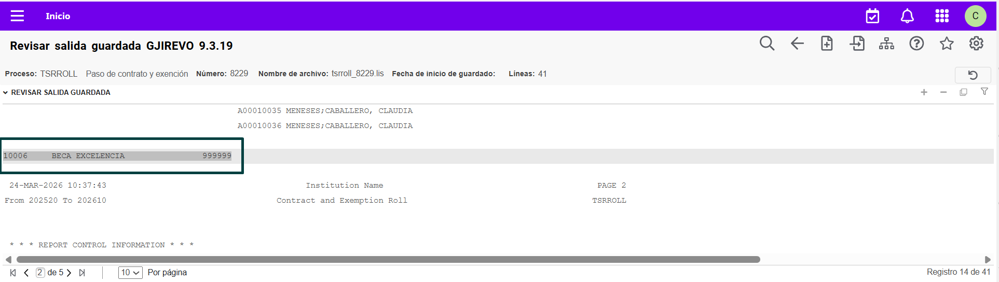 Inicio
C
Revisar salida guardada GJIREVO 9.3.19
Proceso: TSRROLL Paso de contrato y exención Número: 8229 Nombre de archivo: tsrroll_8229.lis Fecha de inicio de guardado: Líneas: 41
REVISAR SALIDA GUARDADA
A00010035 MENESES;CABALLERO, CLAUDIA
A00010036 MENESES;CABALLERO, CLAUDIA
10006 BECA EXCELENCIA 999999
24-MAR-2026 10:37:43 Institution Name PAGE 2
From 202520 To 202610 Contract and Exemption Roll TSRROLL
* * * REPORT CONTROL INFORMATION * * *
2 de 5 10 Por página Registro 14 de 41